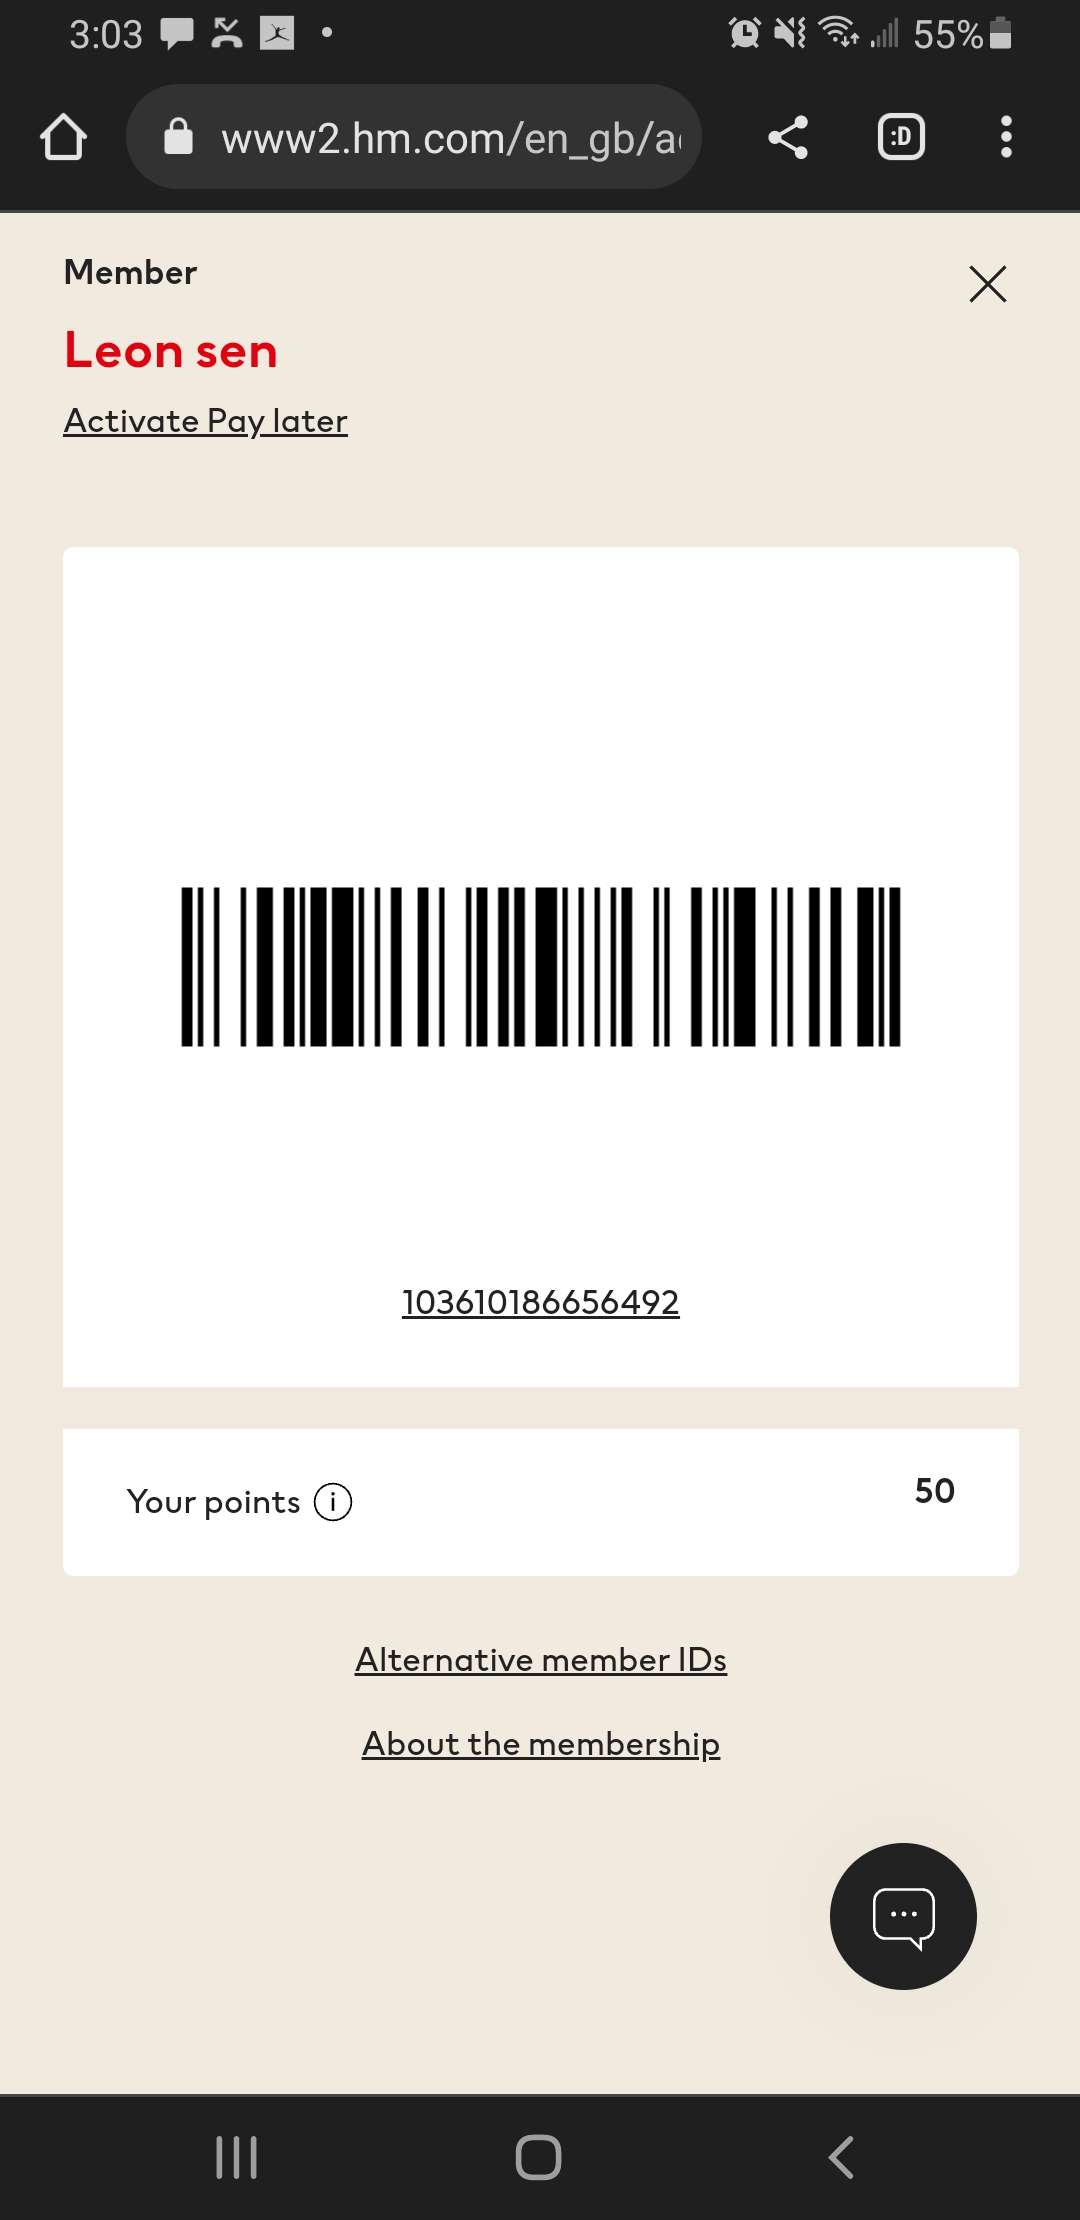 3:03
55%
www2.hm.com/en_gb/a
:D
Member
Leon sen
Activate Pay later
103610186656492
Your points i
50
Alternative member IDs
About the membership